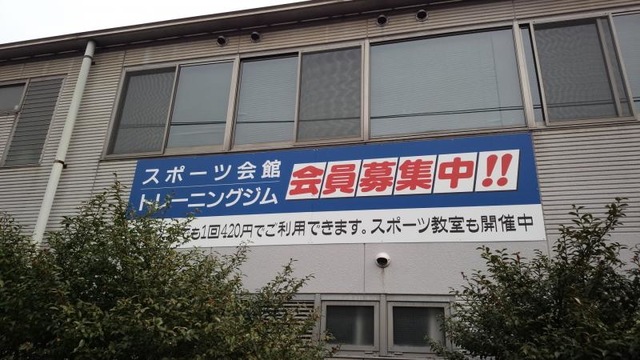 スポーツ会館
トレーニングジム
会員募集中!!
も1回420円でご利用できます。スポーツ教室も開催中